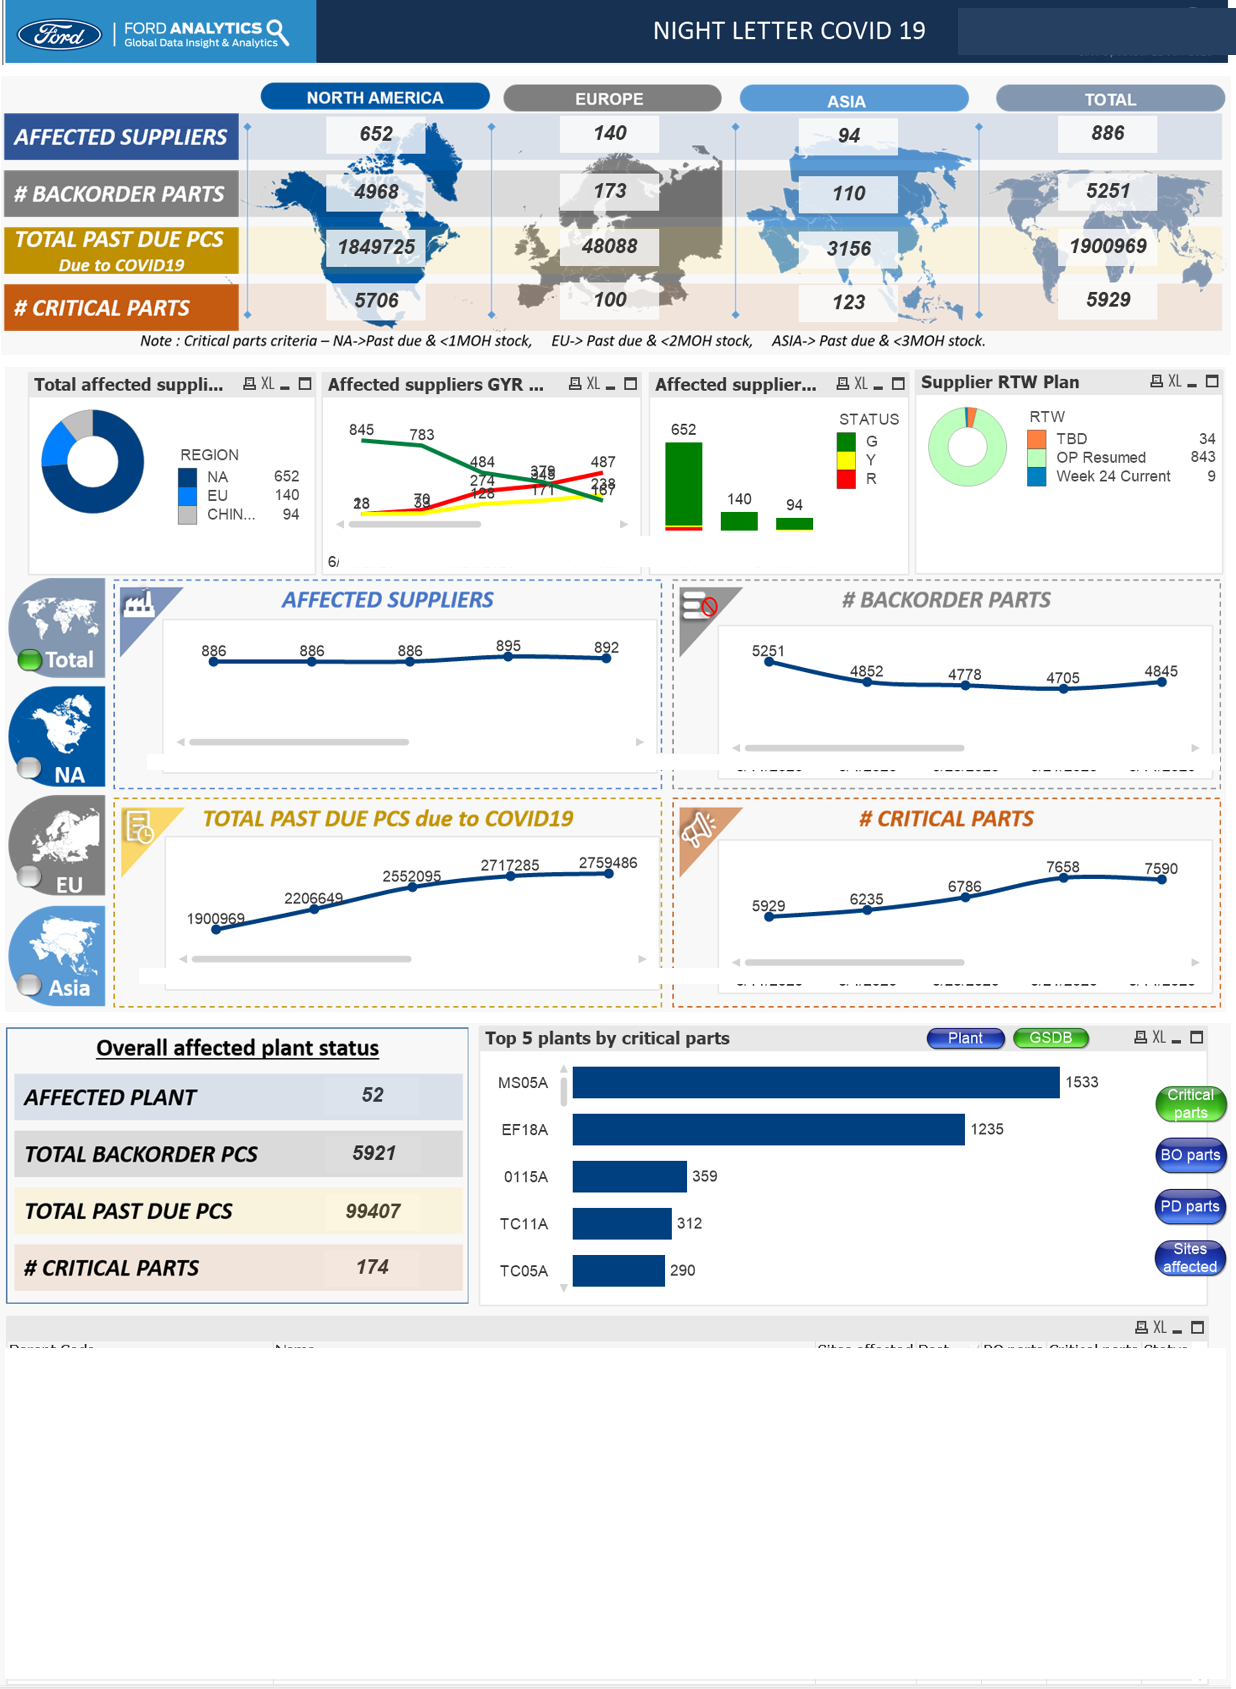 Ford
FORD ANALYTICS
Global Data Insight & Analytics
NIGHT LETTER COVID 19
NORTH AMERICA EUROPE ASIA TOTAL
AFFECTED SUPPLIERS 652 140 94 886
# BACKORDER PARTS 4968 173 110 5251
TOTAL PAST DUE PCS
Due to COVID19 1849725 48088 3156 1900969
# CRITICAL PARTS 5706 100 123 5929
Note : Critical parts criteria – NA->Past due & <1MOH stock, EU-> Past due & <2MOH stock, ASIA-> Past due & <3MOH stock.
Total affected suppli... XL
REGION
NA 652
EU 140
CHIN... 94
Affected suppliers GYR ... XL
845
783
484
487
274
128
171
6/
Affected supplier... XL
652
140
94
STATUS
G
Y
R
Supplier RTW Plan XL
RTW
TBD 34
OP Resumed 843
Week 24 Current 9
Total
NA
EU
Asia
AFFECTED SUPPLIERS
886 886 886 895 892
# BACKORDER PARTS
5251 4852 4778 4705 4845
TOTAL PAST DUE PCS due to COVID19
1900969 2206649 2552095 2717285 2759486
# CRITICAL PARTS
5929 6235 6786 7658 7590
Overall affected plant status
AFFECTED PLANT 52
TOTAL BACKORDER PCS 5921
TOTAL PAST DUE PCS 99407
# CRITICAL PARTS 174
Top 5 plants by critical parts Plant GSDB XL
MS05A 1533
EF18A 1235
0115A 359
TC11A 312
TC05A 290
Critical
parts
BO parts
PD parts
Sites
affected
XL